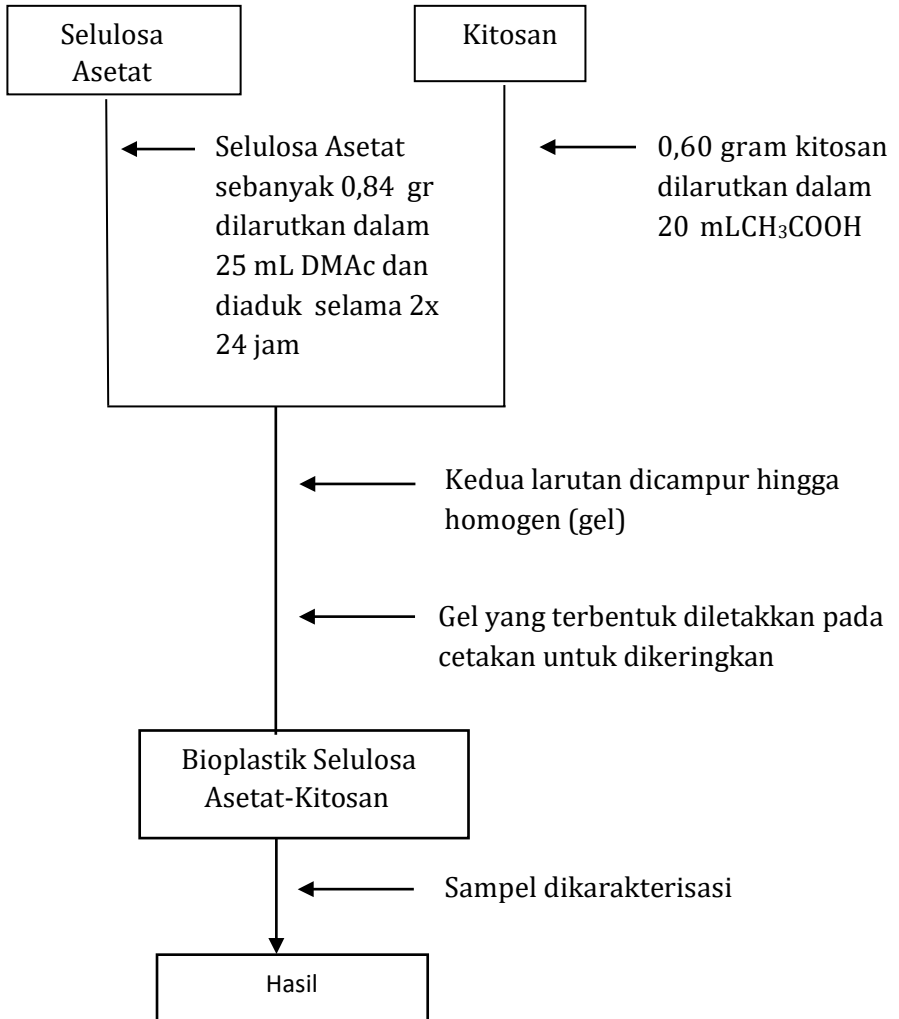 Selulosa
Asetat
Kitosan
Selulosa Asetat
sebanyak 0,84 gr
dilarutkan dalam
25 mL DMAc dan
diaduk selama 2x
24 jam
0,60 gram kitosan
dilarutkan dalam
20 mLCH₃COOH
Kedua larutan dicampur hingga
homogen (gel)
Gel yang terbentuk diletakkan pada
cetakan untuk dikeringkan
Bioplastik Selulosa
Asetat-Kitosan
Sampel dikarakterisasi
Hasil